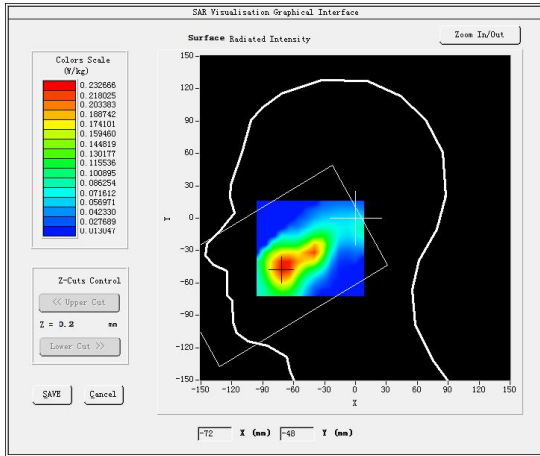 SAR Visualisation Graphical Interface
Surface Radiated Intensity
Zoom In/Out
Colors Scale
(W/kg)
0.232666
0.218025
0.203383
0.188742
0.174101
0.159460
0.144819
0.130177
0.115536
0.100895
0.086254
0.071612
0.056971
0.042330
0.027689
0.013047
Z-Cuts Control
<< Upper Cut
Z = 0.2 mm
Lower Cut >>
SAVE Cancel
150
120
90
60
30
0
-30
-60
-90
-120
-150
Y
-150 -120 -90 -60 -30 0 30 60 90 120 150
X
-72 X (mm) -48 Y (mm)